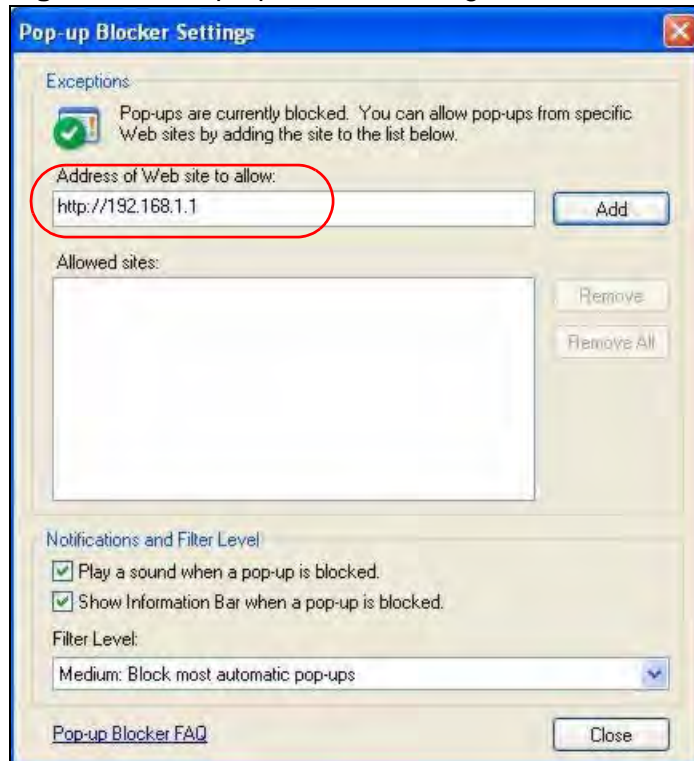 Pop-up Blocker Settings
Exceptions
Pop-ups are currently blocked. You can allow pop-ups from specific
Web sites by adding the site to the list below.
Address of Web site to allow:
http://192.168.1.1
Add
Allowed sites:
Remove
Remove All
Notifications and Filter Level
Play a sound when a pop-up is blocked.
Show Information Bar when a pop-up is blocked.
Filter Level:
Medium: Block most automatic pop-ups
Pop-up Blocker FAQ
Close